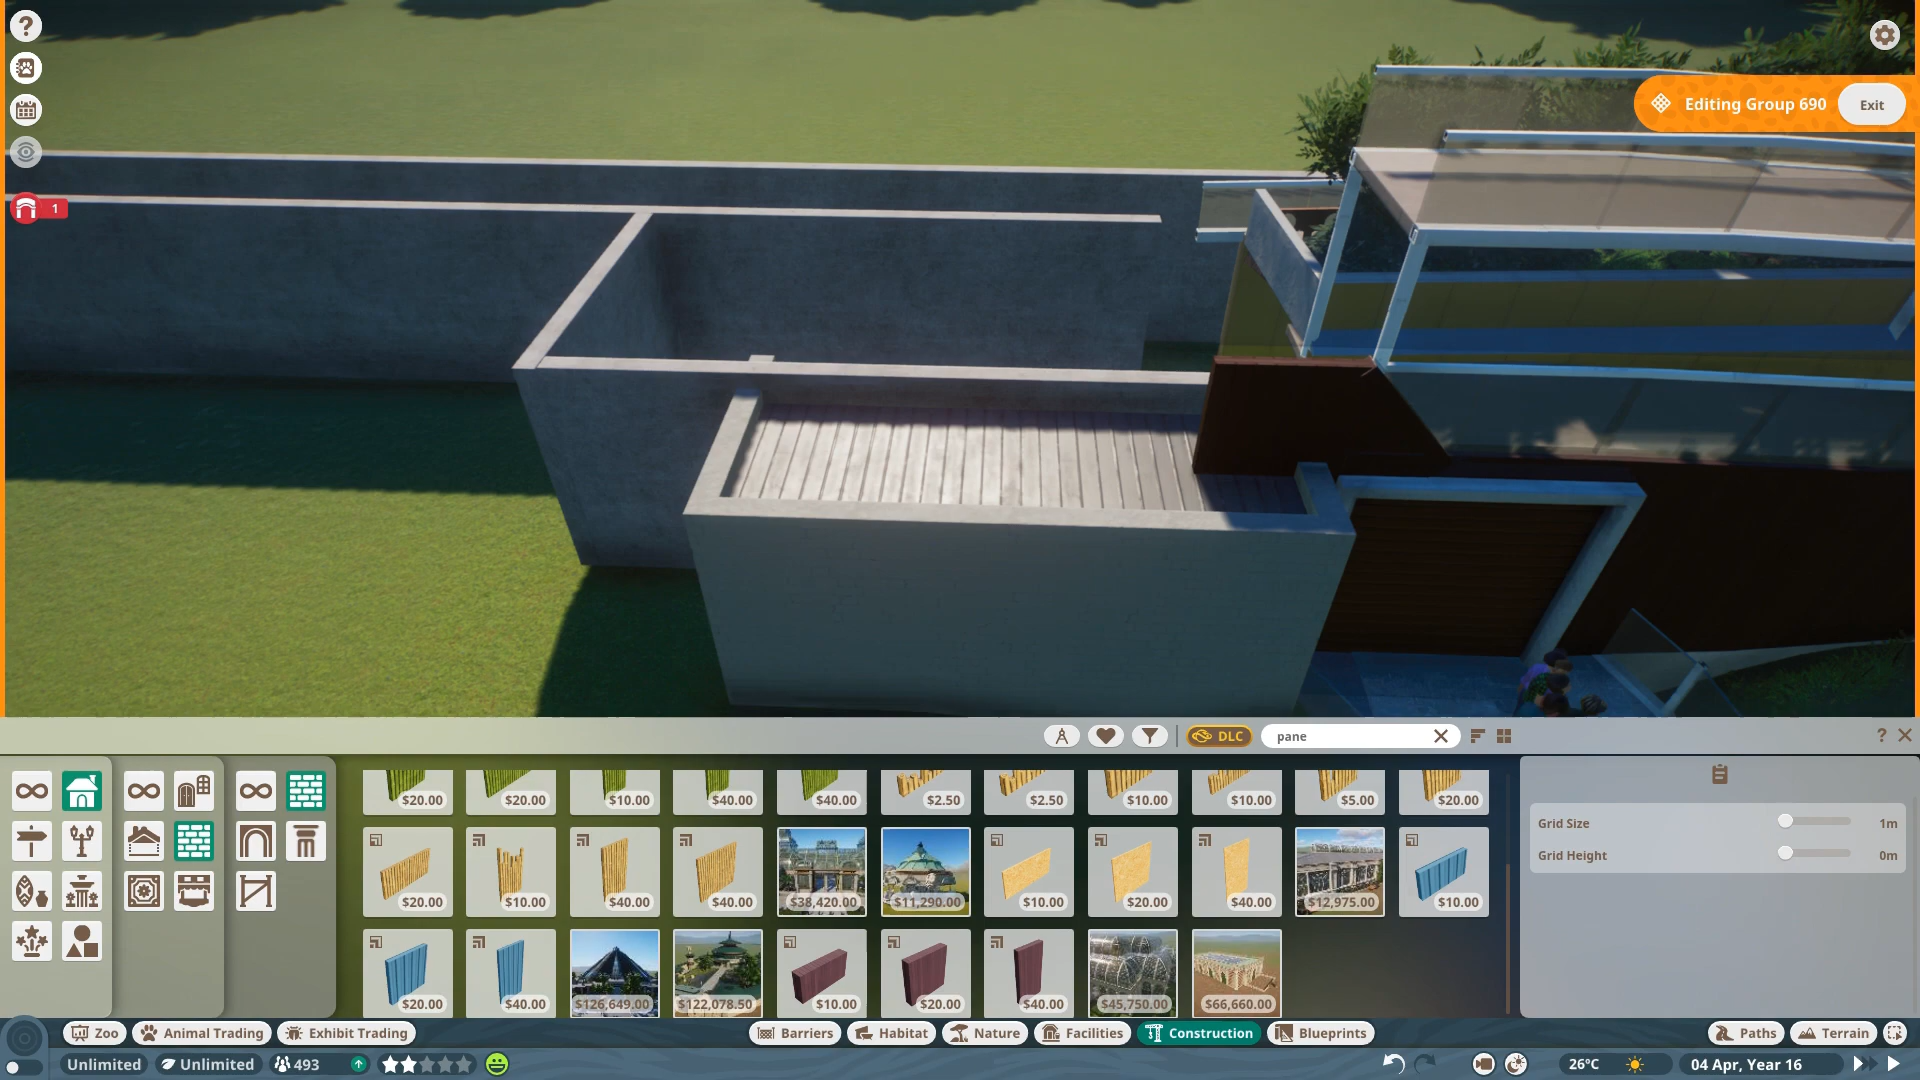 Editing Group 690
Exit
1
DLC
pane
$20.00 $20.00 $10.00 $40.00 $40.00 $2.50 $2.50 $10.00 $10.00 $5.00 $20.00
$20.00 $10.00 $40.00 $40.00 $38,420.00 $11,290.00 $10.00 $20.00 $40.00 $12,975.00 $10.00
$20.00 $40.00 $126,649.00 $122,078.50 $10.00 $20.00 $40.00 $45,750.00 $66,660.00
Grid Size 1m
Grid Height 0m
Zoo Animal Trading Exhibit Trading Barriers Habitat Nature Facilities Construction Blueprints Paths Terrain
Unlimited Unlimited 493 26°C 04 Apr, Year 16